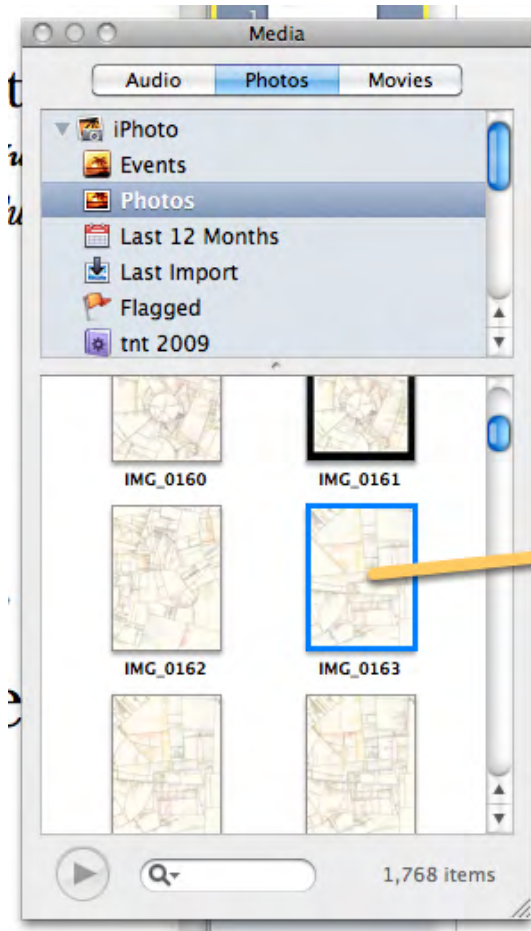 Media
Audio Photos Movies
iPhoto
Events
Photos
Last 12 Months
Last Import
Flagged
tnt 2009
IMG_0160 IMG_0161
IMG_0162 IMG_0163
1,768 items